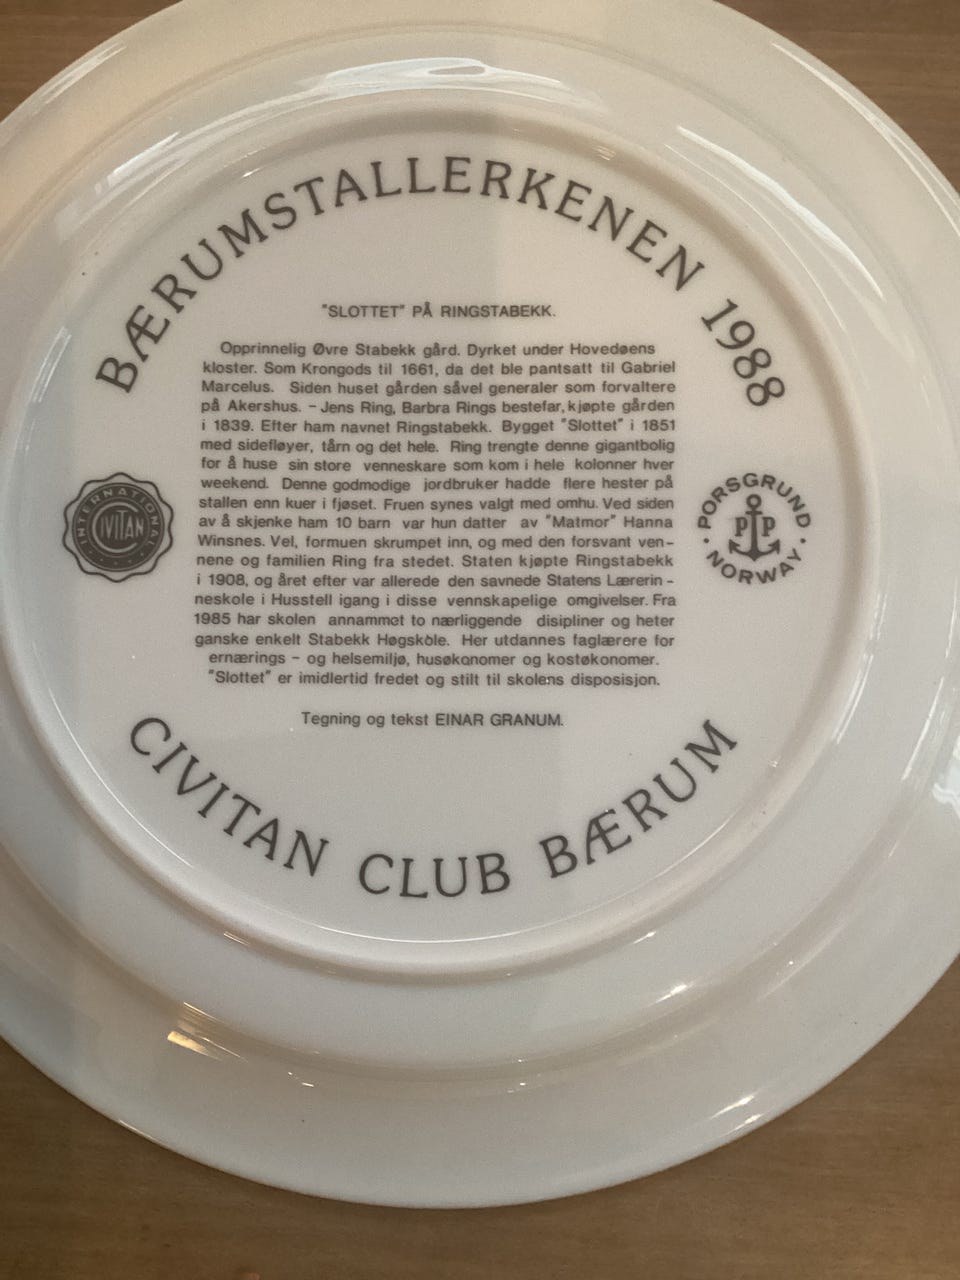 BÆRUMSTALLERKENEN 1988
"SLOTTET" PÅ RINGSTABEKK.
Opprinnelig Øvre Stabekk gård. Dyrket under Hovedøens
kloster. Som Krongods til 1661, da det ble pantsatt til Gabriel
Marcelus. Siden huset gården såvel generaler som forvaltere
på Akershus. – Jens Ring, Barbra Rings bestefar, kjøpte gården
i 1839. Efter ham navnet Ringstabekk. Bygget "Slottet" i 1851
med sidefløyer, tårn og det hele. Ring trengte denne gigantbolig
for å huse sin store venneskare som kom i hele kolonner hver
weekend. Denne godmodige jordbruker hadde flere hester på
stallen enn kuer i fjøset. Fruen synes valgt med omhu. Ved siden
av å skjenke ham 10 barn var hun datter av "Matmor" Hanna
Winsnes. Vel, formuen skrumpet inn, og med den forsvant ven–
nene og familien Ring fra stedet. Staten kjøpte Ringstabekk
i 1908, og året efter var allerede den savnede Statens Lærerin –
neskole i Husstell igang i disse vennskapelige omgivelser. Fra
1985 har skolen annammet to nærliggende disipliner og heter
ganske enkelt Stabekk Høgskole. Her utdannes faglærere for
ernærings – og helsemiljø, husøkonomer og kostøkonomer.
"Slottet" er imidlertid fredet og stilt til skolens disposisjon.
Tegning og tekst EINAR GRANUM.
INTERNATIONAL
CIVITAN
PORSGRUND
P P
NORWAY
CIVITAN CLUB BÆRUM